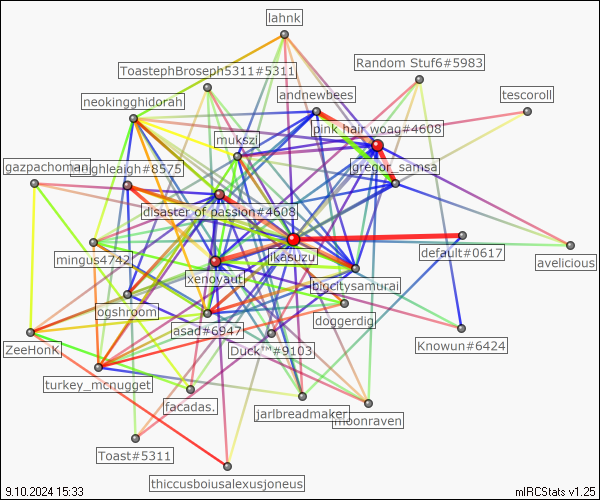 lahnk
ToastephBroseph5311#5311
Random Stuf6#5983
tescoroll
andnewbees
neokingghidorah
pink hair woag#4608
mukszi
gregor_samsa
gazpachoman
disaster of passion#4608
ikasuzu
default#0617
mingus4742
avelicious
xenoyaut
bigcitysamurai
ogshroom
doggerdig
asad#6947
Knowun#6424
ZeeHonK
Duck™#9103
turkey_mcnugget
facadas.
jarlbreadmaker
moonraven
Toast#5311
thiccusboiusalexusjoneus
9.10.2024 15:33
mIRCStats v1.25